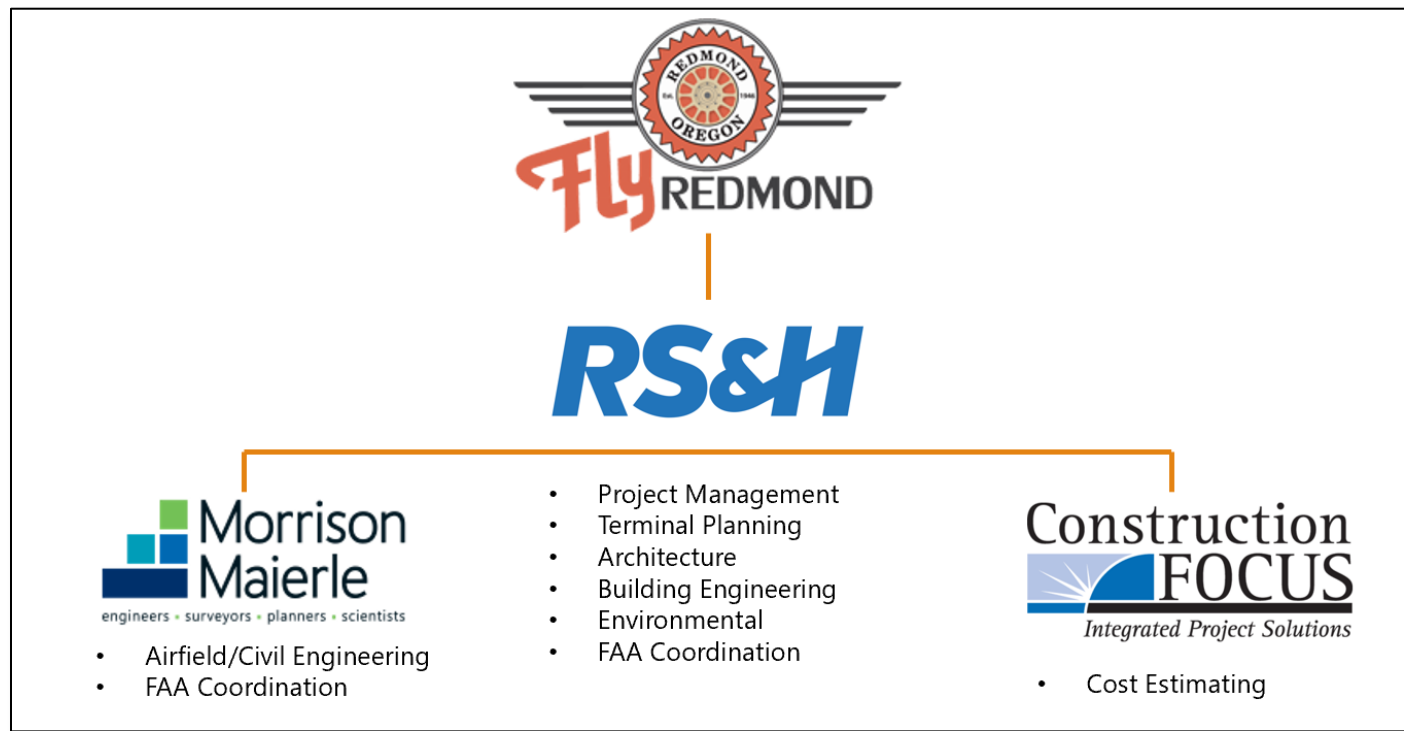 REDMOND
Est. 1946
OREGON
Fly REDMOND
RS&H
Morrison
Maierle
engineers • surveyors • planners • scientists
• Airfield/Civil Engineering
• FAA Coordination
• Project Management
• Terminal Planning
• Architecture
• Building Engineering
• Environmental
• FAA Coordination
Construction
FOCUS
Integrated Project Solutions
• Cost Estimating